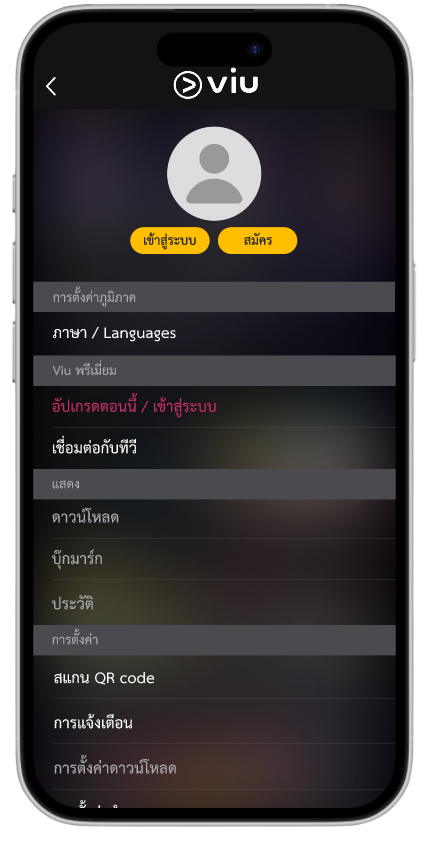 viu
เข้าสู่ระบบ สมัคร
การตั้งค่าภูมิภาค
ภาษา / Languages
Viu พรีเมี่ยม
อัปเกรดตอนนี้ / เข้าสู่ระบบ
เชื่อมต่อกับทีวี
แสดง
ดาวน์โหลด
บุ๊กมาร์ก
ประวัติ
การตั้งค่า
สแกน QR code
การแจ้งเตือน
การตั้งค่าดาวน์โหลด